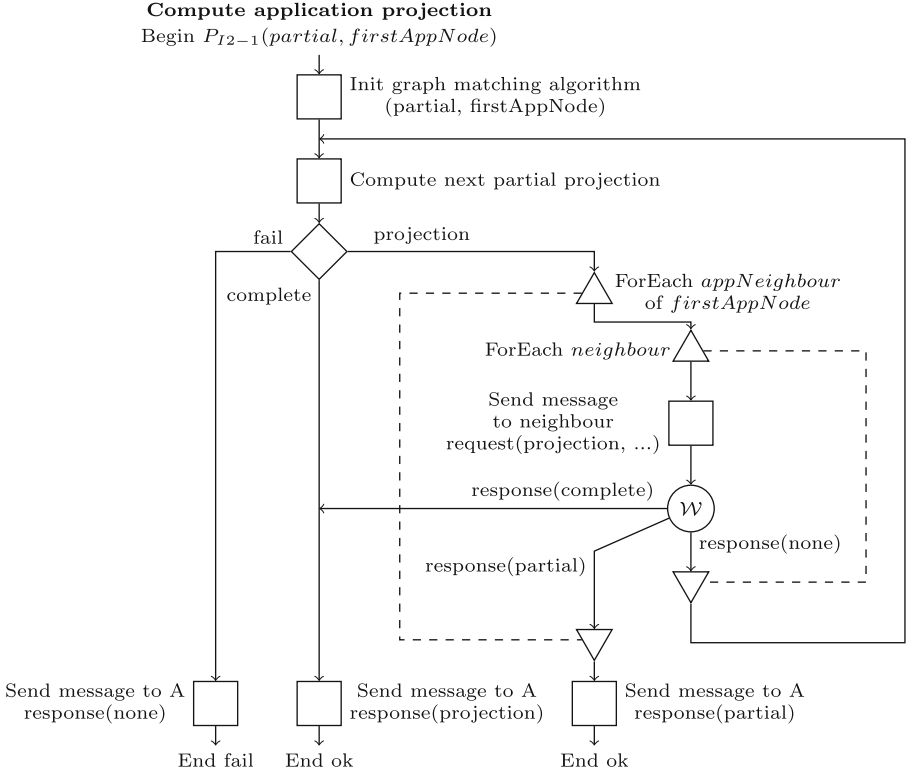 Compute application projection
Begin P_{I2−1}(partial, firstAppNode)
Init graph matching algorithm
(partial, firstAppNode)
Compute next partial projection
fail
projection
complete
ForEach appNeighbour
of firstAppNode
ForEach neighbour
Send message
to neighbour
request(projection, ...)
response(complete)
W
response(none)
response(partial)
Send message to A
response(none)
Send message to A
response(projection)
Send message to A
response(partial)
End fail
End ok
End ok